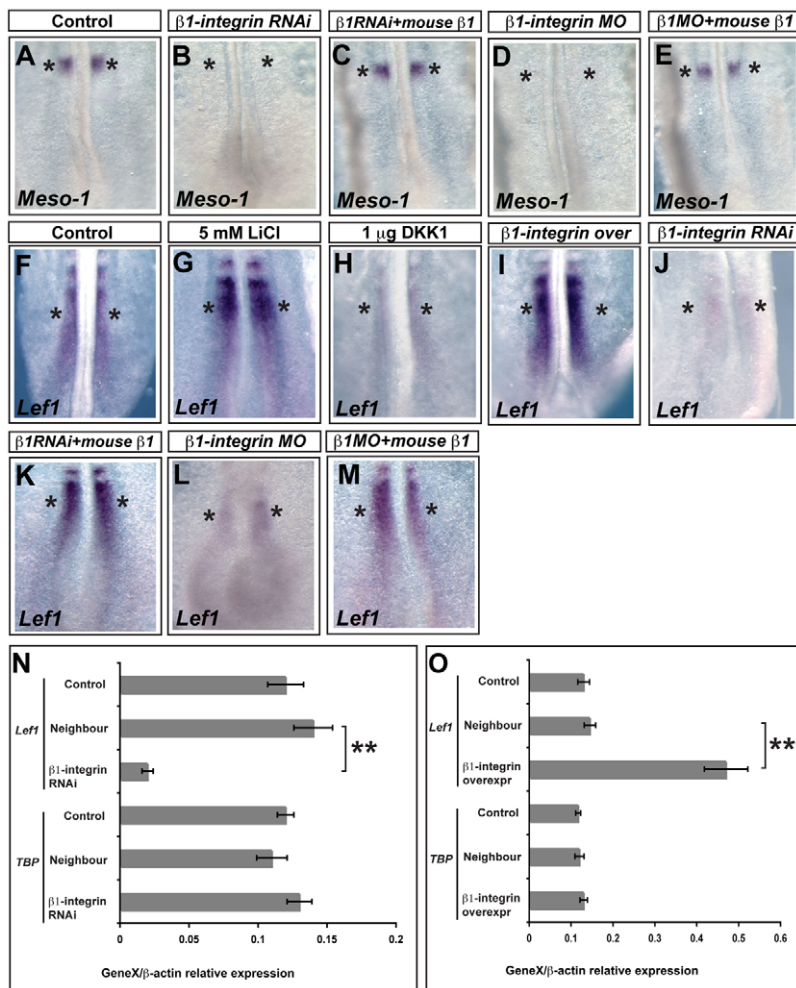 Control
β1-integrin RNAi
β1RNAi+mouse β1
β1-integrin MO
β1MO+mouse β1
A
*
*
Meso-1
B
*
*
Meso-1
C
*
*
Meso-1
D
*
*
Meso-1
E
*
*
Meso-1
Control
5 mM LiCl
1 μg DKK1
β1-integrin over
β1-integrin RNAi
F
*
*
Lef1
G
*
*
Lef1
H
*
*
Lef1
I
*
*
Lef1
J
*
*
Lef1
β1RNAi+mouse β1
β1-integrin MO
β1MO+mouse β1
K
*
*
Lef1
L
*
*
Lef1
M
*
*
Lef1
N
Lef1
Control
Neighbour
β1-integrin
RNAi
**
TBP
Control
Neighbour
β1-integrin
RNAi
0 0.05 0.1 0.15 0.2
GeneX/β-actin relative expression
O
Lef1
Control
Neighbour
β1-integrin
overexpr
**
TBP
Control
Neighbour
β1-integrin
overexpr
0 0.1 0.2 0.3 0.4 0.5 0.6
GeneX/β-actin relative expression